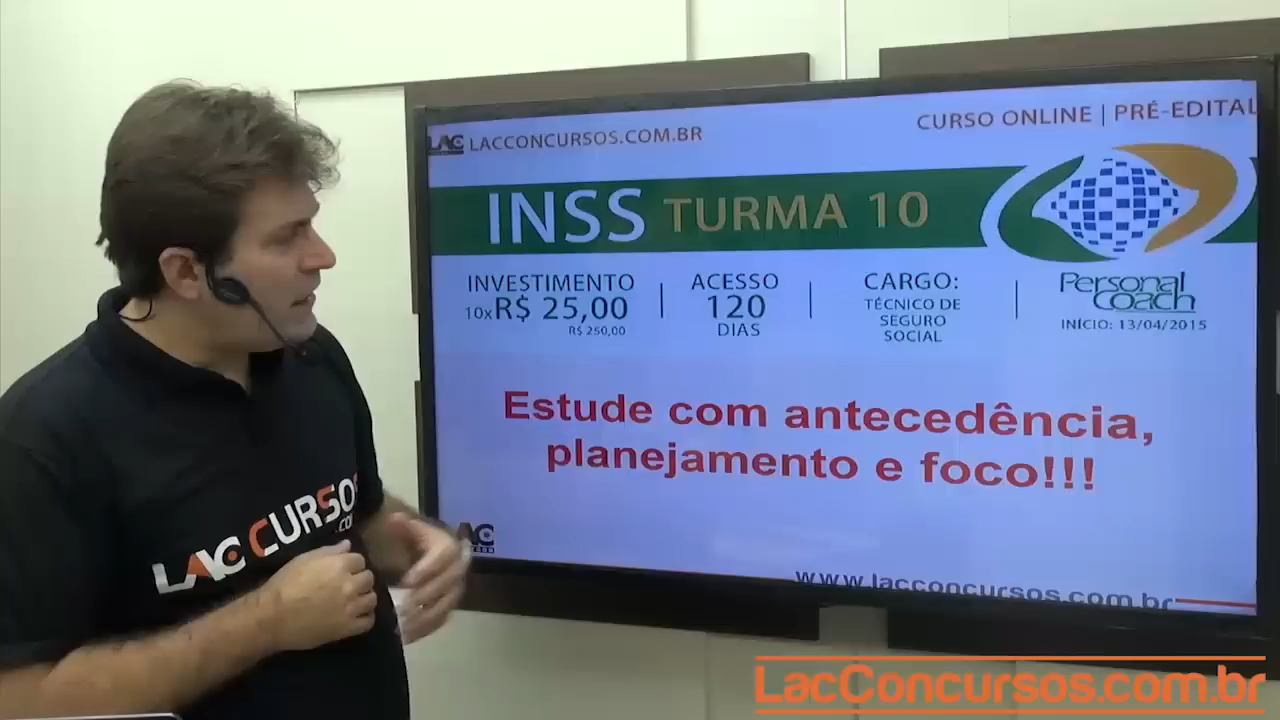 LAC LACCONCURSOS.COM.BR
CURSO ONLINE | PRÉ-EDITAL
INSS TURMA 10
INVESTIMENTO
10x R$ 25,00
R$ 250,00
ACESSO
120
DIAS
CARGO:
TÉCNICO DE
SEGURO
SOCIAL
Personal
Coach
INÍCIO: 13/04/2015
Estude com antecedência,
planejamento e foco!!!
www.lacconcursos.com.br
LAC CURSOS
.co
LacConcursos.com.br